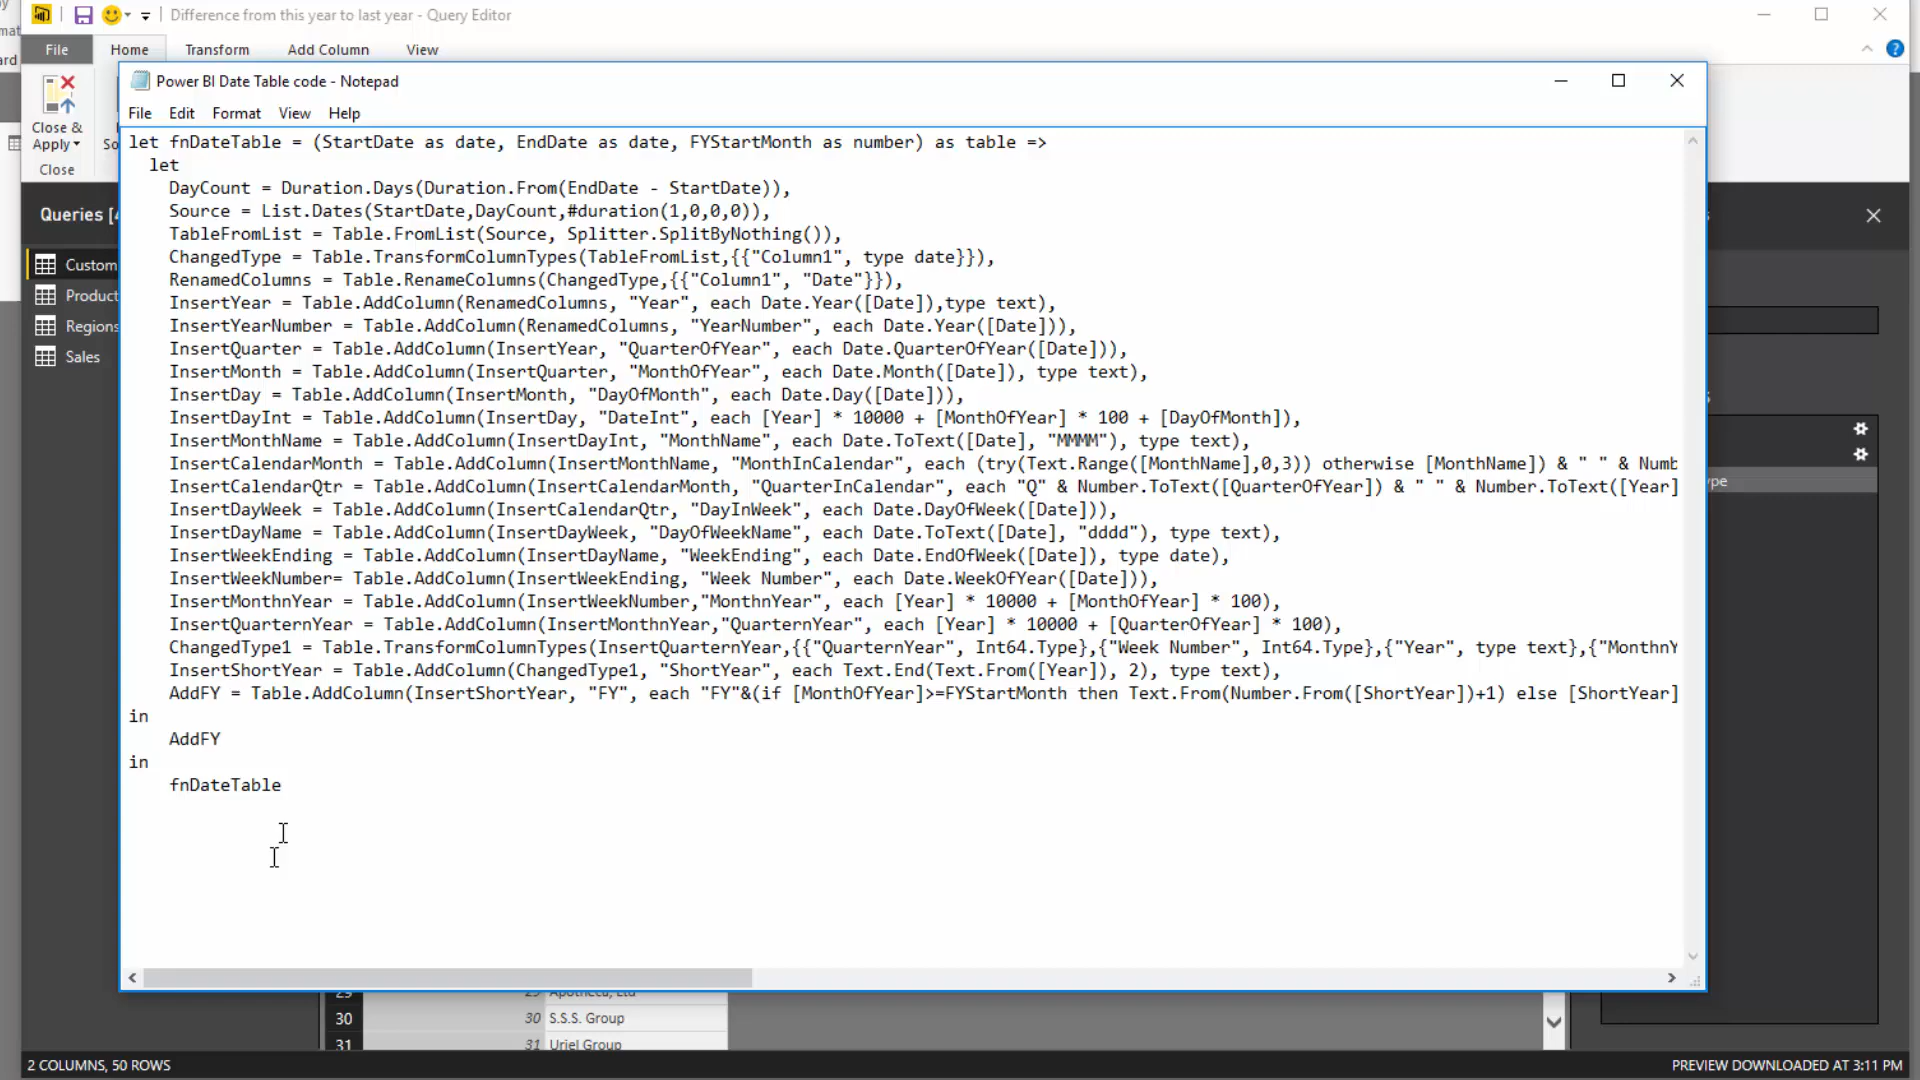 Difference from this year to last year - Query Editor
File Home Transform Add Column View
Close &
Apply
Close
Queries [
Custom
Product
Regions
Sales
Power BI Date Table code - Notepad
File Edit Format View Help
let fnDateTable = (StartDate as date, EndDate as date, FYStartMonth as number) as table =>
let
DayCount = Duration.Days(Duration.From(EndDate - StartDate)),
Source = List.Dates(StartDate,DayCount,#duration(1,0,0,0)),
TableFromList = Table.FromList(Source, Splitter.SplitByNothing()),
ChangedType = Table.TransformColumnTypes(TableFromList,{{"Column1", type date}}),
RenamedColumns = Table.RenameColumns(ChangedType,{{"Column1", "Date"}}),
InsertYear = Table.AddColumn(RenamedColumns, "Year", each Date.Year([Date]),type text),
InsertYearNumber = Table.AddColumn(RenamedColumns, "YearNumber", each Date.Year([Date])),
InsertQuarter = Table.AddColumn(InsertYear, "QuarterOfYear", each Date.QuarterOfYear([Date])),
InsertMonth = Table.AddColumn(InsertQuarter, "MonthOfYear", each Date.Month([Date]), type text),
InsertDay = Table.AddColumn(InsertMonth, "DayOfMonth", each Date.Day([Date])),
InsertDayInt = Table.AddColumn(InsertDay, "DateInt", each [Year] * 10000 + [MonthOfYear] * 100 + [DayOfMonth]),
InsertMonthName = Table.AddColumn(InsertDayInt, "MonthName", each Date.ToText([Date], "MMMM"), type text),
InsertCalendarMonth = Table.AddColumn(InsertMonthName, "MonthInCalendar", each (try(Text.Range([MonthName],0,3)) otherwise [MonthName]) & " " & Numb
InsertCalendarQtr = Table.AddColumn(InsertCalendarMonth, "QuarterInCalendar", each "Q" & Number.ToText([QuarterOfYear]) & " " & Number.ToText([Year]
InsertDayWeek = Table.AddColumn(InsertCalendarQtr, "DayInWeek", each Date.DayOfWeek([Date])),
InsertDayName = Table.AddColumn(InsertDayWeek, "DayOfWeekName", each Date.ToText([Date], "dddd"), type text),
InsertWeekEnding = Table.AddColumn(InsertDayName, "WeekEnding", each Date.EndOfWeek([Date]), type date),
InsertWeekNumber= Table.AddColumn(InsertWeekEnding, "Week Number", each Date.WeekOfYear([Date])),
InsertMonthnYear = Table.AddColumn(InsertWeekNumber,"MonthnYear", each [Year] * 10000 + [MonthOfYear] * 100),
InsertQuarternYear = Table.AddColumn(InsertMonthnYear,"QuarternYear", each [Year] * 10000 + [QuarterOfYear] * 100),
ChangedType1 = Table.TransformColumnTypes(InsertQuarternYear,{{"QuarternYear", Int64.Type},{"Week Number", Int64.Type},{"Year", type text},{"MonthnY
InsertShortYear = Table.AddColumn(ChangedType1, "ShortYear", each Text.End(Text.From([Year]), 2), type text),
AddFY = Table.AddColumn(InsertShortYear, "FY", each "FY"&(if [MonthOfYear]>=FYStartMonth then Text.From(Number.From([ShortYear])+1) else [ShortYear]
in
AddFY
in
fnDateTable
30 30 S.S.S. Group
31 31 Uriel Group
2 COLUMNS, 50 ROWS
PREVIEW DOWNLOADED AT 3:11 PM